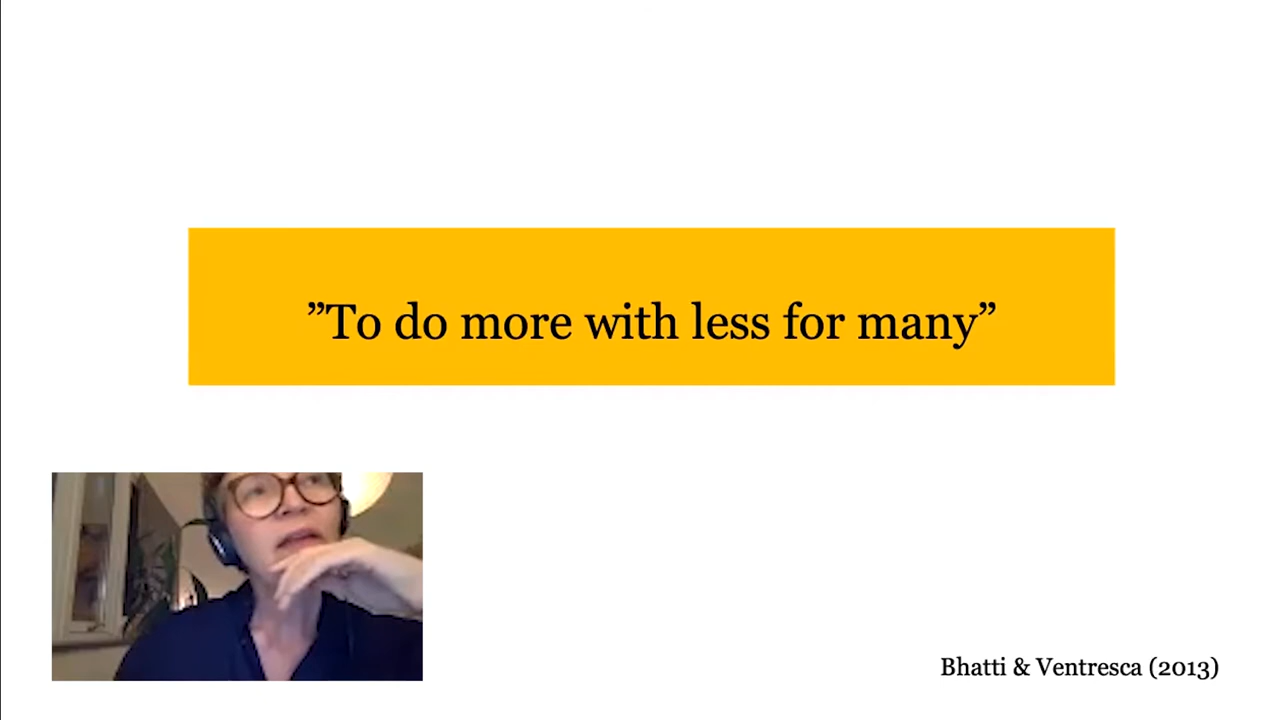 ”To do more with less for many”
Bhatti & Ventresca (2013)